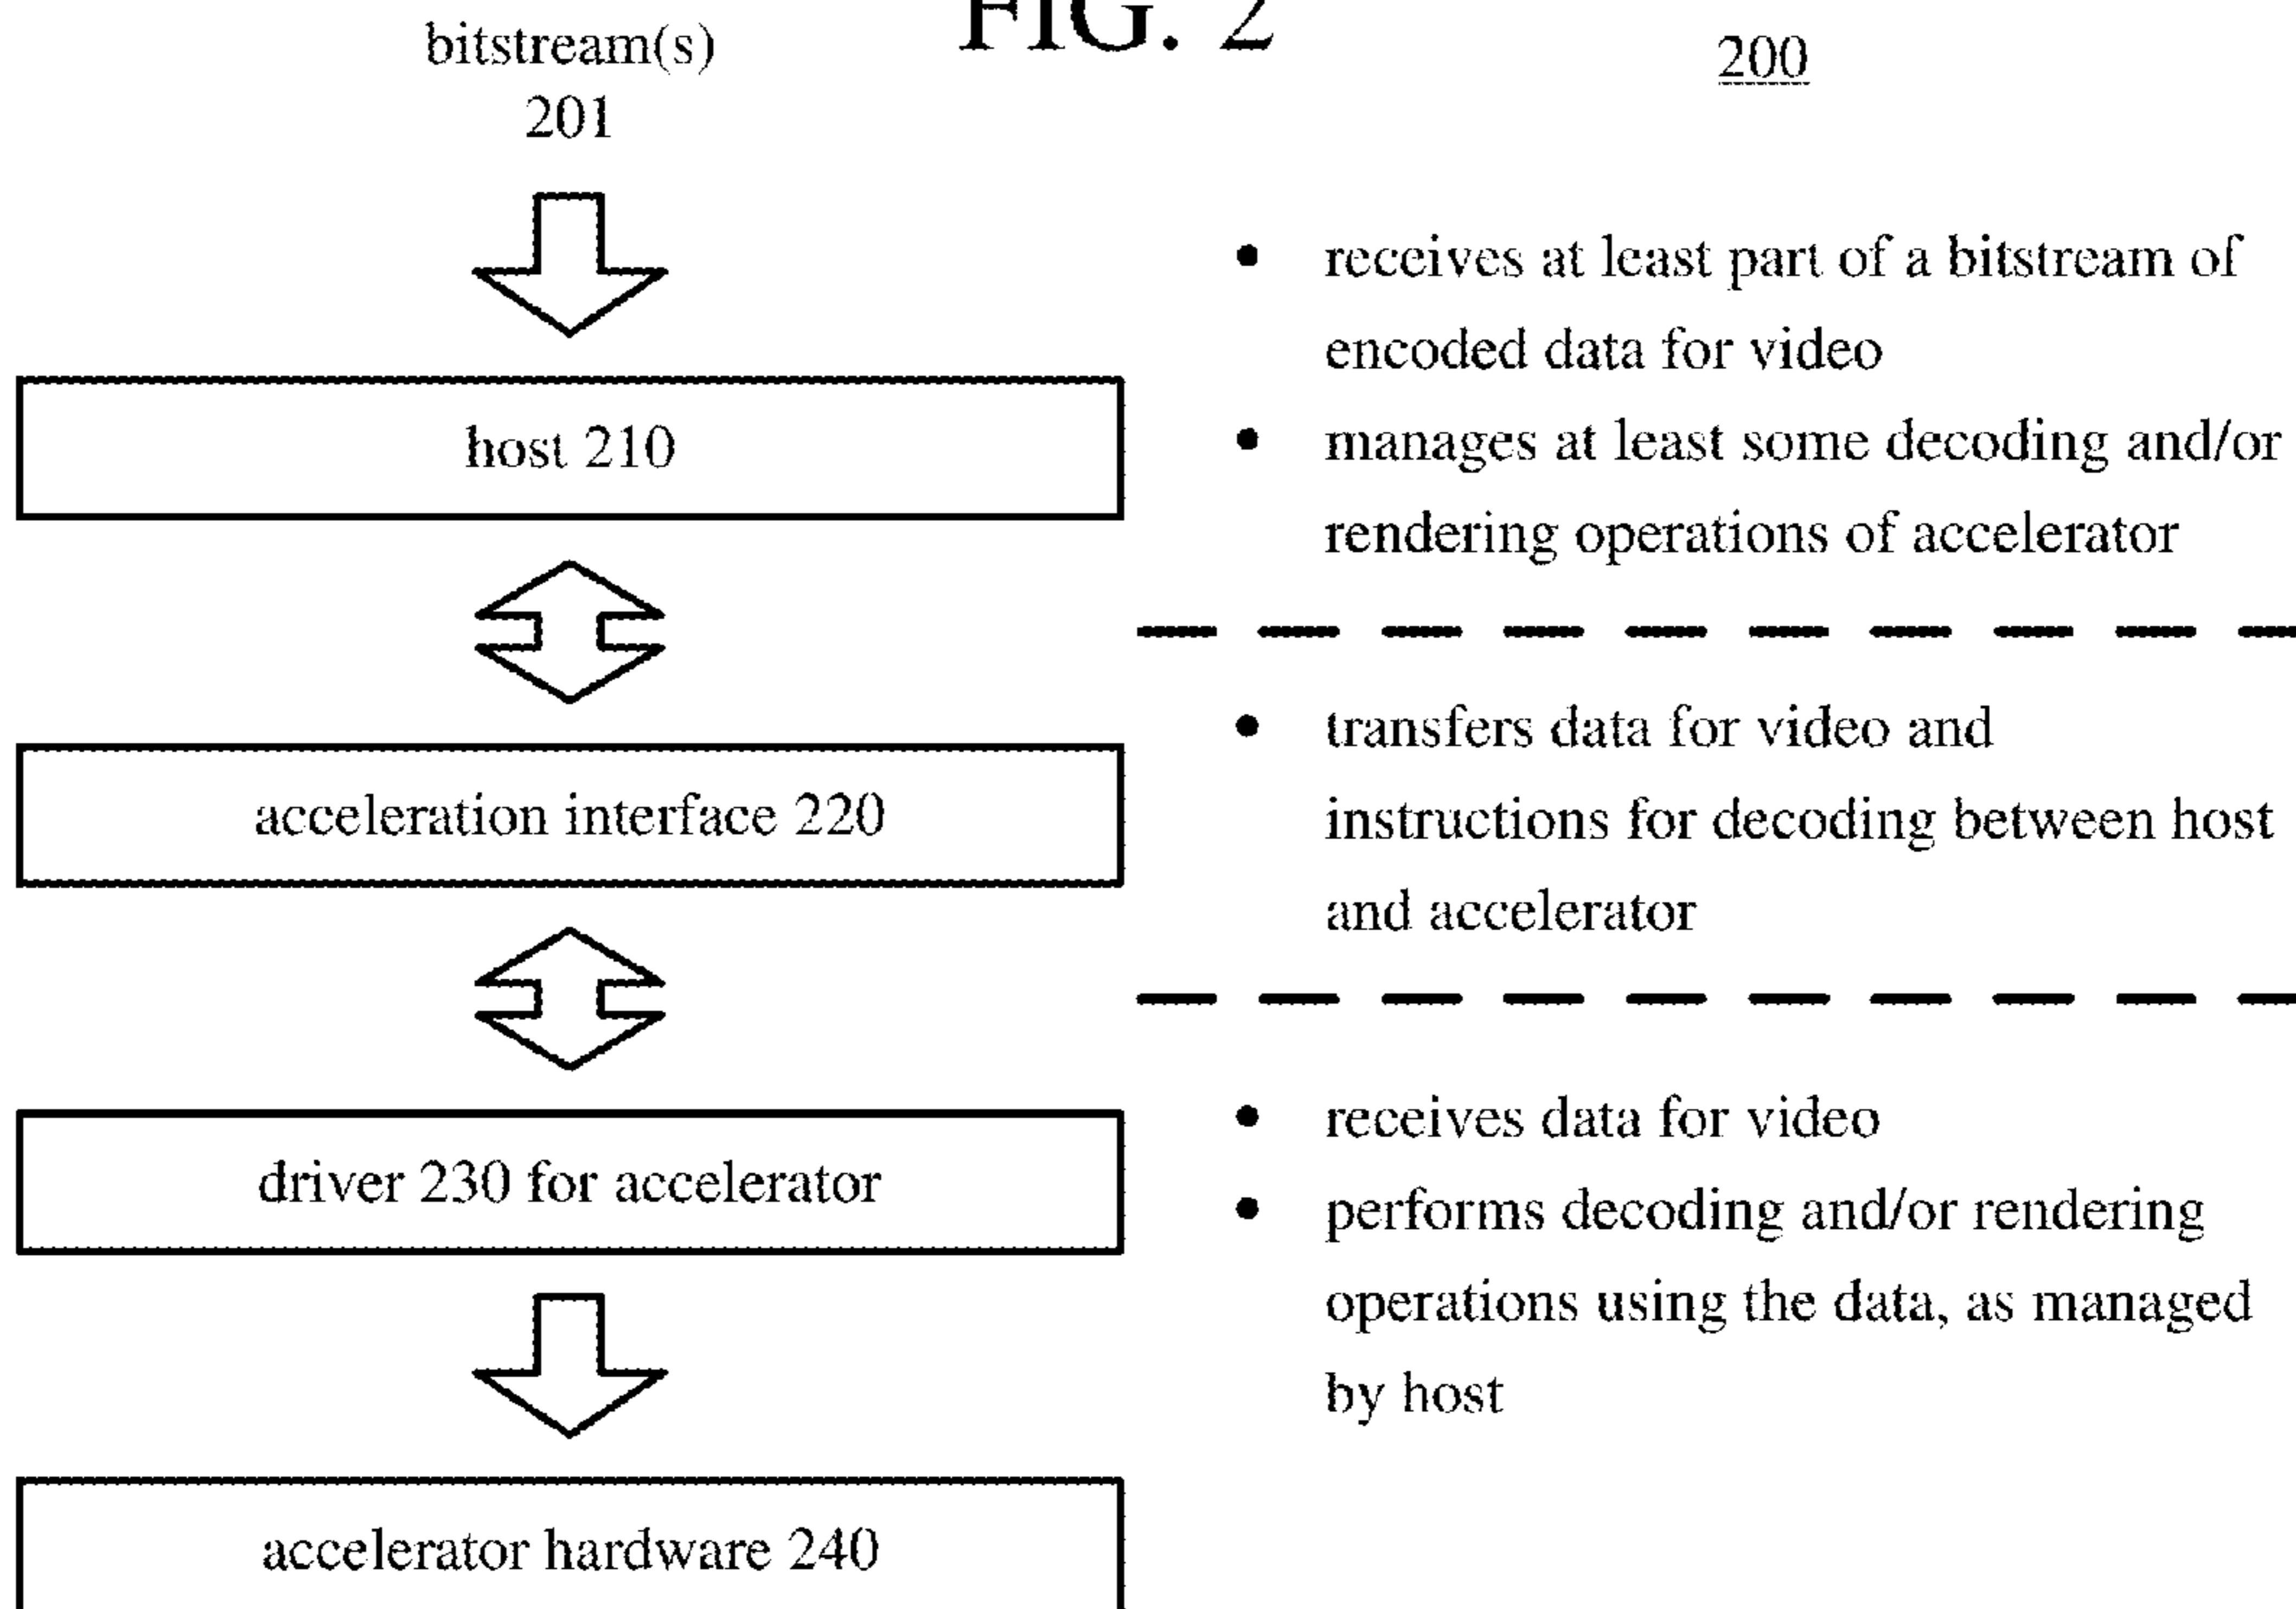 FIG. 2
200
bitstream(s)
201
host 210
• receives at least part of a bitstream of
encoded data for video
• manages at least some decoding and/or
rendering operations of accelerator
acceleration interface 220
• transfers data for video and
instructions for decoding between host
and accelerator
driver 230 for accelerator
• receives data for video
• performs decoding and/or rendering
operations using the data, as managed
by host
accelerator hardware 240